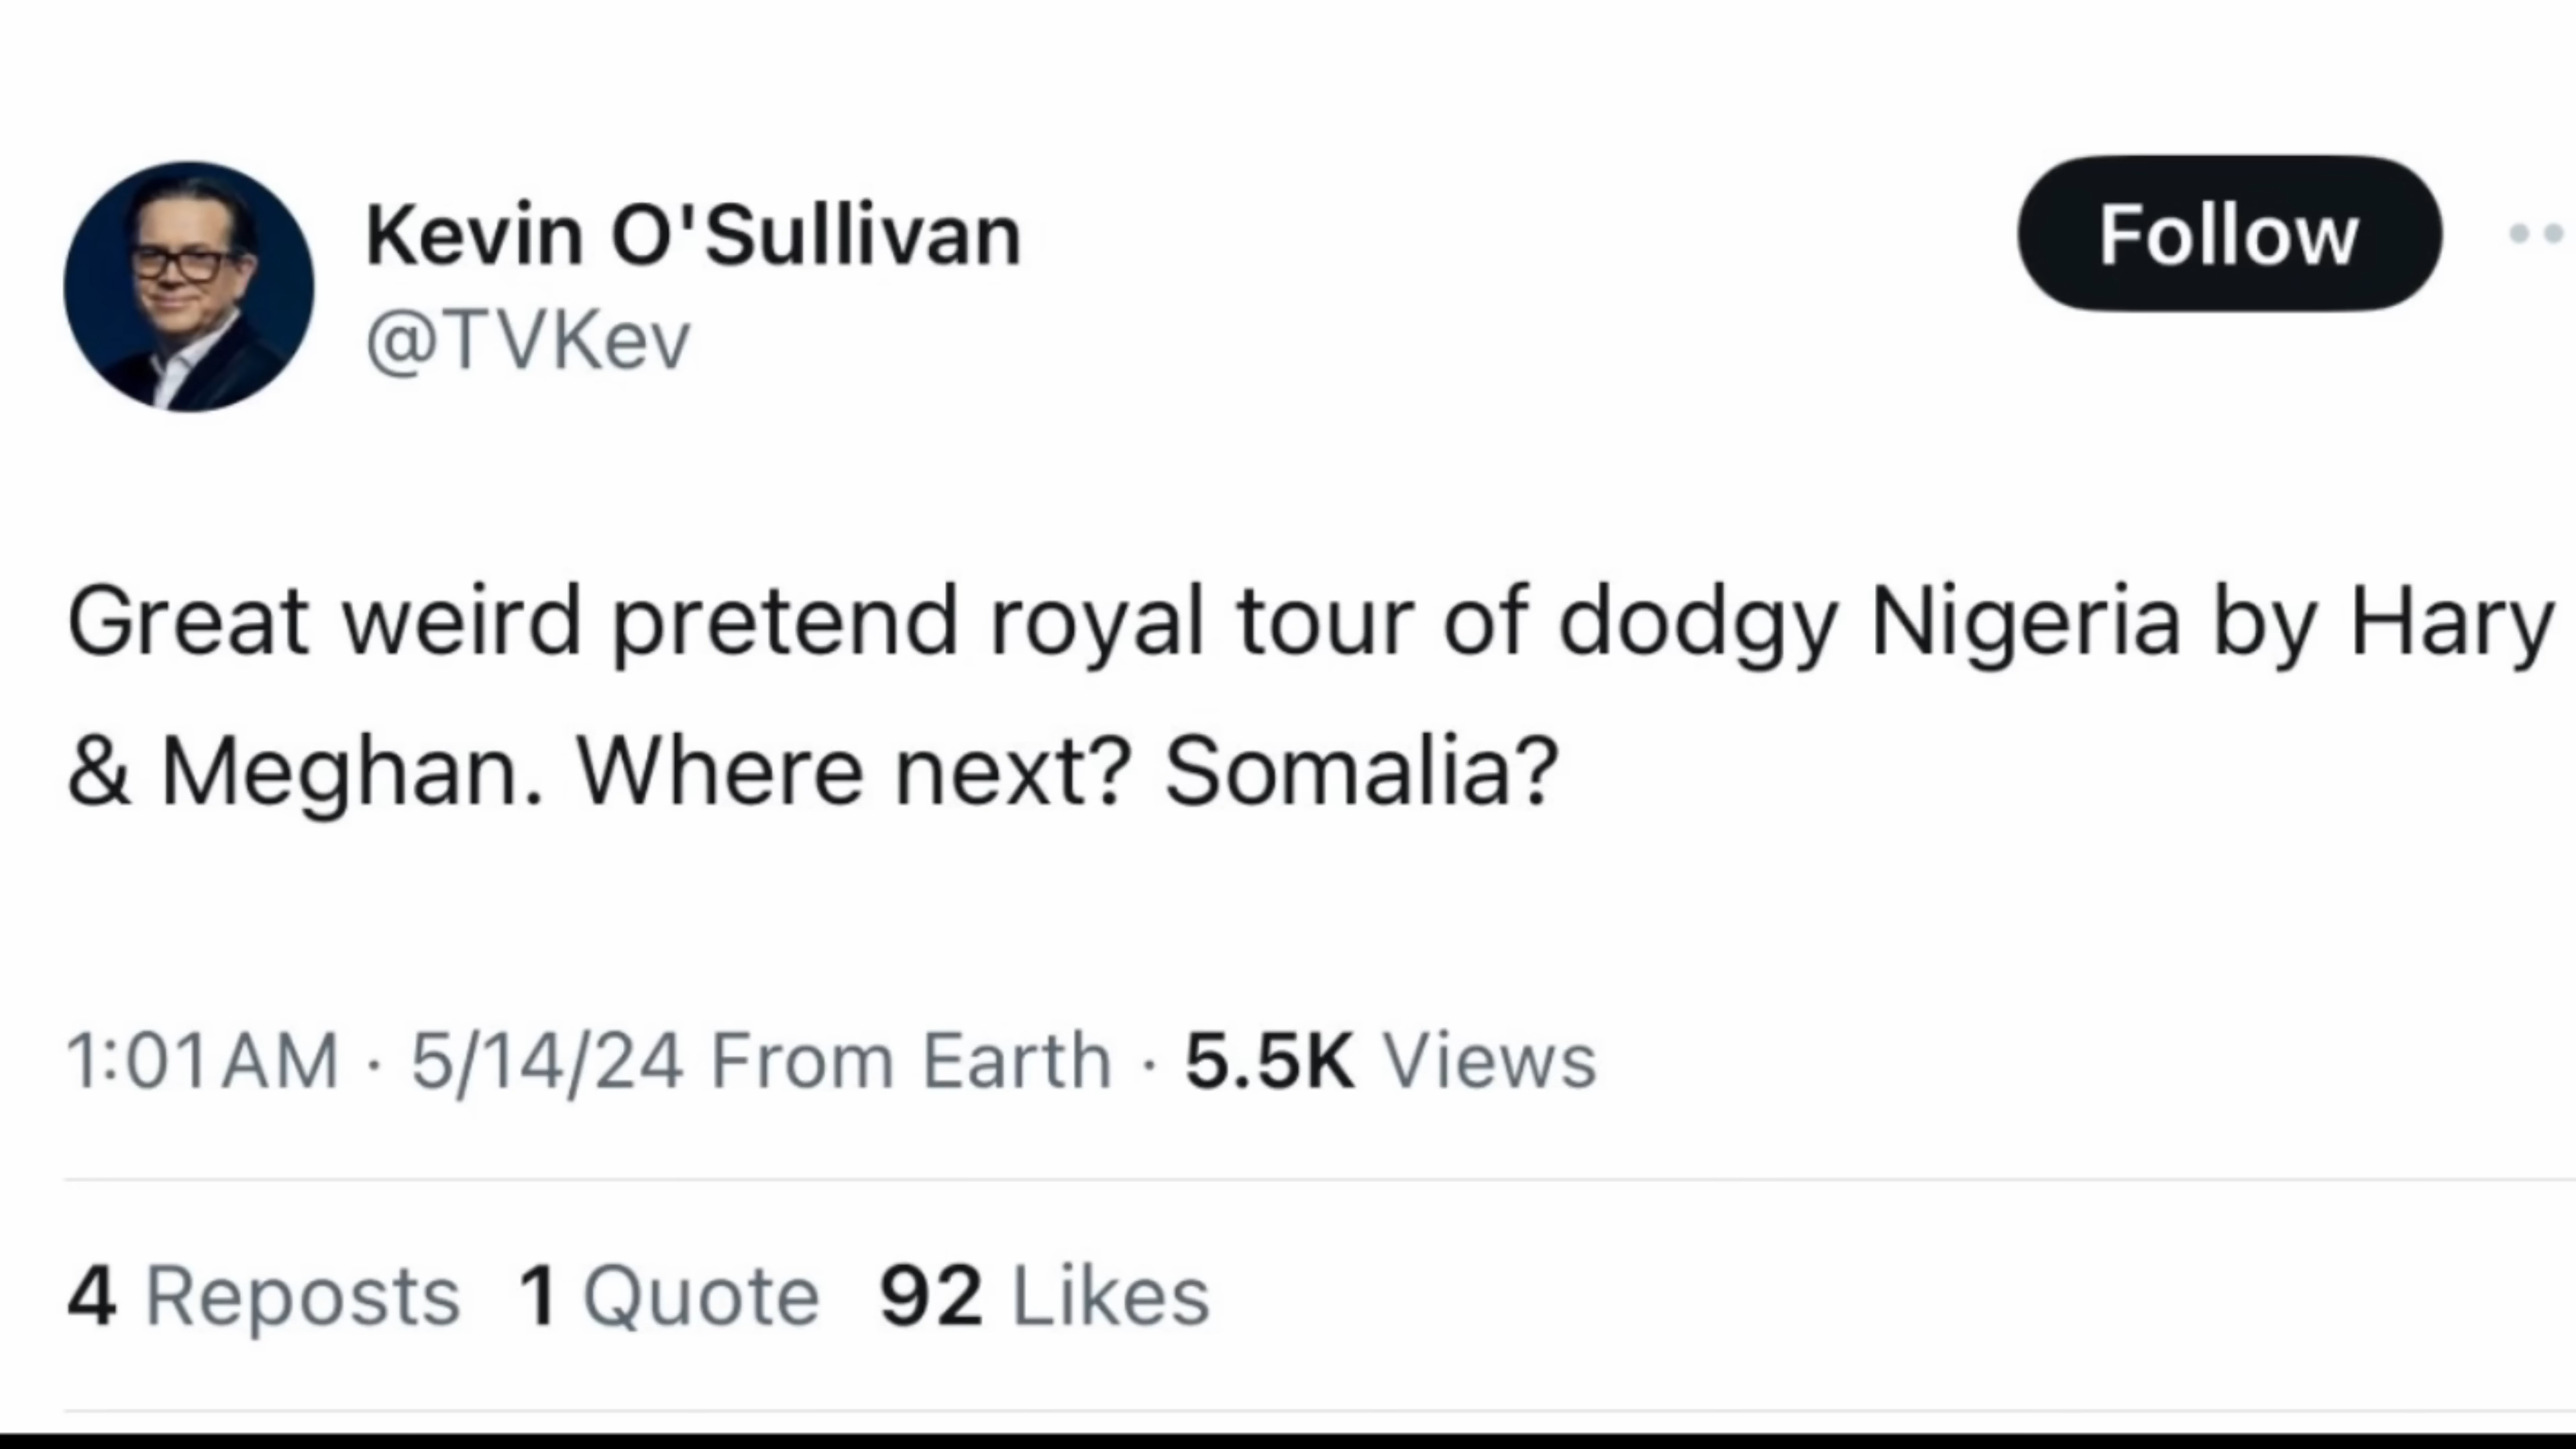 Kevin O'Sullivan
Follow
@TVKev
Great weird pretend royal tour of dodgy Nigeria by Hary
& Meghan. Where next? Somalia?
1:01 AM · 5/14/24 From Earth · 5.5K Views
4 Reposts 1 Quote 92 Likes